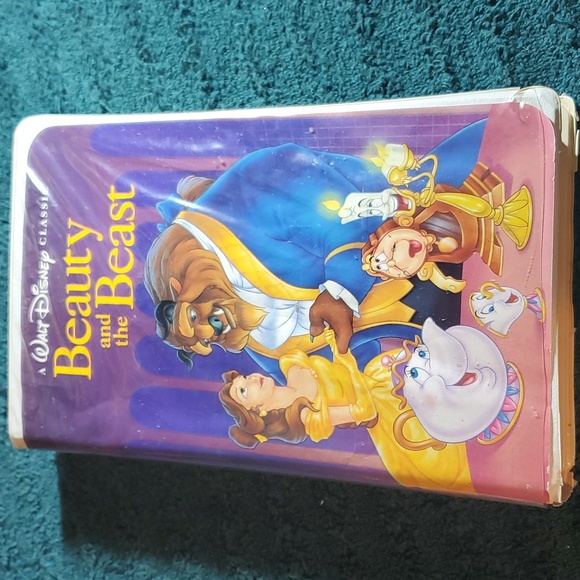 A WALT DISNEY CLASSIC
Beauty
and
the Beast